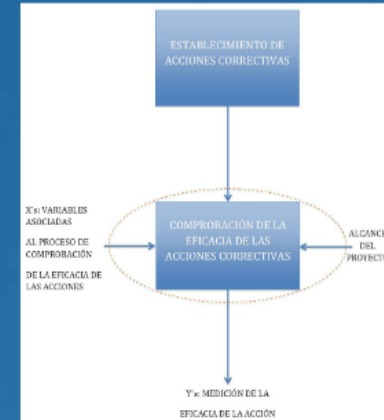 ESTABLECIMIENTO DE
ACCIONES CORRECTIVAS
X's: VARIABLES
ASOCIADAS
AL PROCESO DE
COMPROBACIÓN
DE LA EFICACIA DE
LAS ACCIONES
COMPROBACIÓN DE LA
EFICACIA DE LAS
ACCIONES CORRECTIVAS
ALCANCE
DEL
PROYECTO
Y's: MEDICIÓN DE LA
EFICACIA DE LA ACCIÓN